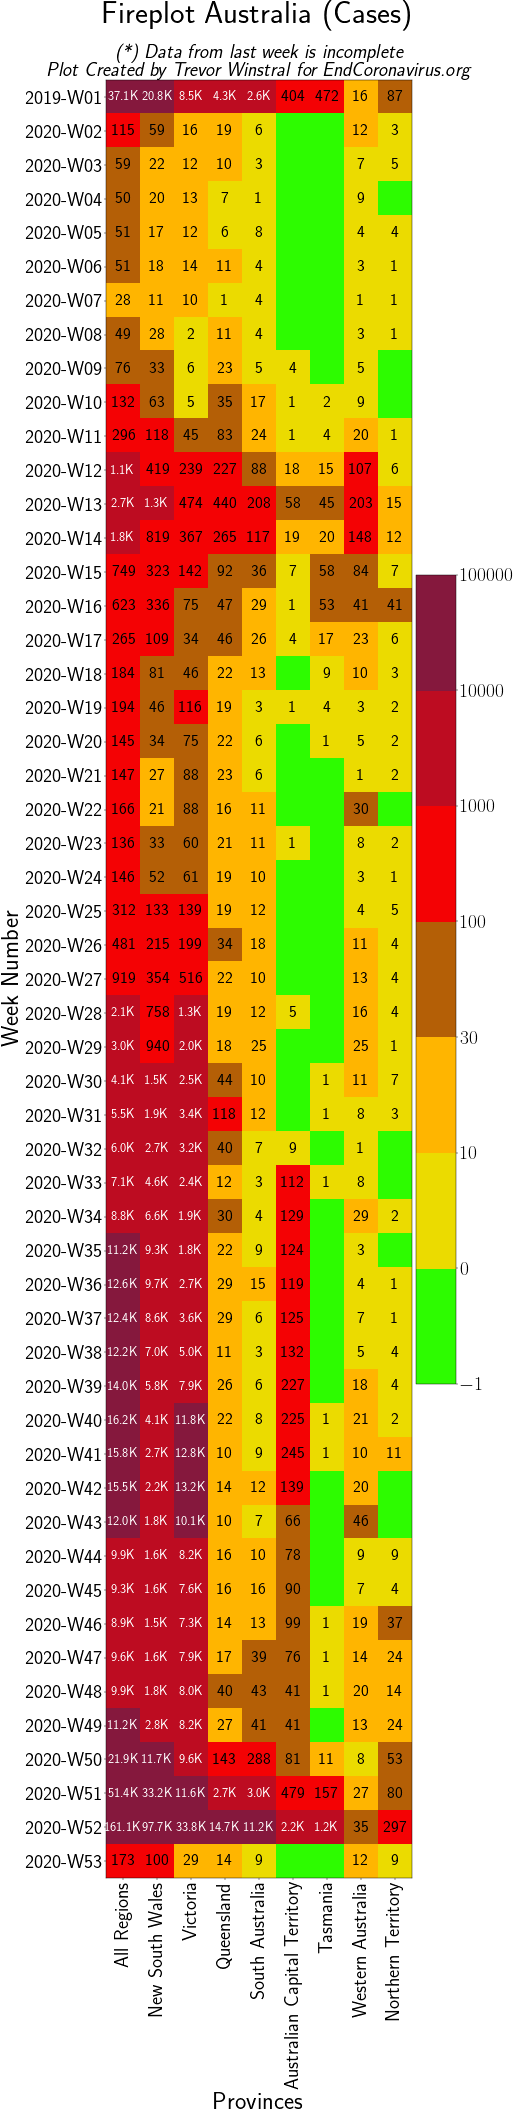 Fireplot Australia (Cases)
(*) Data from last week is incomplete
Plot Created by Trevor Winstral for EndCoronavirus.org
2019-W01 37.1K 20.8K 8.5K 4.3K 2.6K 404 472 16 87
2020-W02 115 59 16 19 6 12 3
2020-W03 59 22 12 10 3 7 5
2020-W04 50 20 13 7 1 9
2020-W05 51 17 12 6 8 4 4
2020-W06 51 18 14 11 4 3 1
2020-W07 28 11 10 1 4 1 1
2020-W08 49 28 2 11 4 3 1
2020-W09 76 33 6 23 5 4 5
2020-W10 132 63 5 35 17 1 2 9
2020-W11 296 118 45 83 24 1 4 20 1
2020-W12 1.1K 419 239 227 88 18 15 107 6
2020-W13 2.7K 1.3K 474 440 208 58 45 203 15
2020-W14 1.8K 819 367 265 117 19 20 148 12
2020-W15 749 323 142 92 36 7 58 84 7
2020-W16 623 336 75 47 29 1 53 41 41
2020-W17 265 109 34 46 26 4 17 23 6
2020-W18 184 81 46 22 13 9 10 3
2020-W19 194 46 116 19 3 1 4 3 2
2020-W20 145 34 75 22 6 1 5 2
2020-W21 147 27 88 23 6 1 2
2020-W22 166 21 88 16 11 30
2020-W23 136 33 60 21 11 1 8 2
2020-W24 146 52 61 19 10 3 1
2020-W25 312 133 139 19 12 4 5
2020-W26 481 215 199 34 18 11 4
2020-W27 919 354 516 22 10 13 4
2020-W28 2.1K 758 1.3K 19 12 5 16 4
2020-W29 3.0K 940 2.0K 18 25 25 1
2020-W30 4.1K 1.5K 2.5K 44 10 1 11 7
2020-W31 5.5K 1.9K 3.4K 118 12 1 8 3
2020-W32 6.0K 2.7K 3.2K 40 7 9 1
2020-W33 7.1K 4.6K 2.4K 12 3 112 1 8
2020-W34 8.8K 6.6K 1.9K 30 4 129 29 2
2020-W35 11.2K 9.3K 1.8K 22 9 124 3
2020-W36 12.6K 9.7K 2.7K 29 15 119 4 1
2020-W37 12.4K 8.6K 3.6K 29 6 125 7 1
2020-W38 12.2K 7.0K 5.0K 11 3 132 5 4
2020-W39 14.0K 5.8K 7.9K 26 6 227 18 4
2020-W40 16.2K 4.1K 11.8K 22 8 225 1 21 2
2020-W41 15.8K 2.7K 12.8K 10 9 245 1 10 11
2020-W42 15.5K 2.2K 13.2K 14 12 139 20
2020-W43 12.0K 1.8K 10.1K 10 7 66 46
2020-W44 9.9K 1.6K 8.2K 16 10 78 9 9
2020-W45 9.3K 1.6K 7.6K 16 16 90 7 4
2020-W46 8.9K 1.5K 7.3K 14 13 99 1 19 37
2020-W47 9.6K 1.6K 7.9K 17 39 76 1 14 24
2020-W48 9.9K 1.8K 8.0K 40 43 41 1 20 14
2020-W49 11.2K 2.8K 8.2K 27 41 41 13 24
2020-W50 21.9K 11.7K 9.6K 143 288 81 11 8 53
2020-W51 51.4K 33.2K 11.6K 2.7K 3.0K 479 157 27 80
2020-W52 161.1K 97.7K 33.8K 14.7K 11.2K 2.2K 1.2K 35 297
2020-W53 173 100 29 14 9 12 9
Week Number
100000
10000
1000
100
30
10
0
−1
All Regions
New South Wales
Victoria
Queensland
South Australia
Australian Capital Territory
Tasmania
Western Australia
Northern Territory
Provinces